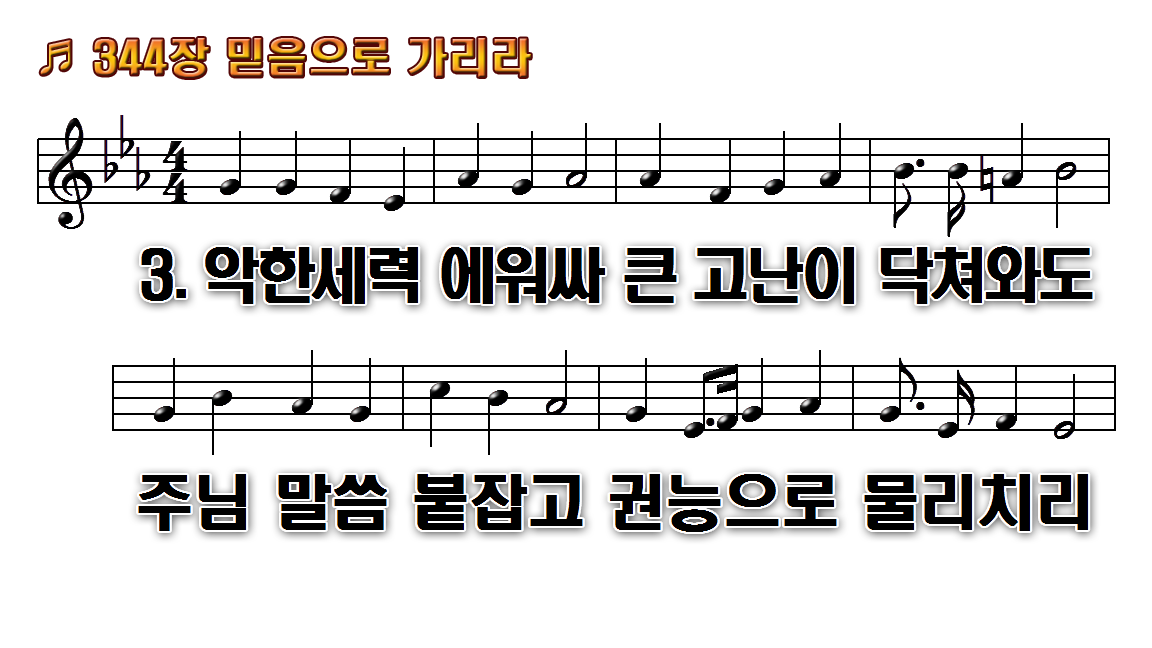 ♬ 344장 믿음으로 가리라
4
4
3. 악한세력 에워싸 큰 고난이 닥쳐와도
주님 말씀 붙잡고 권능으로 물리치리